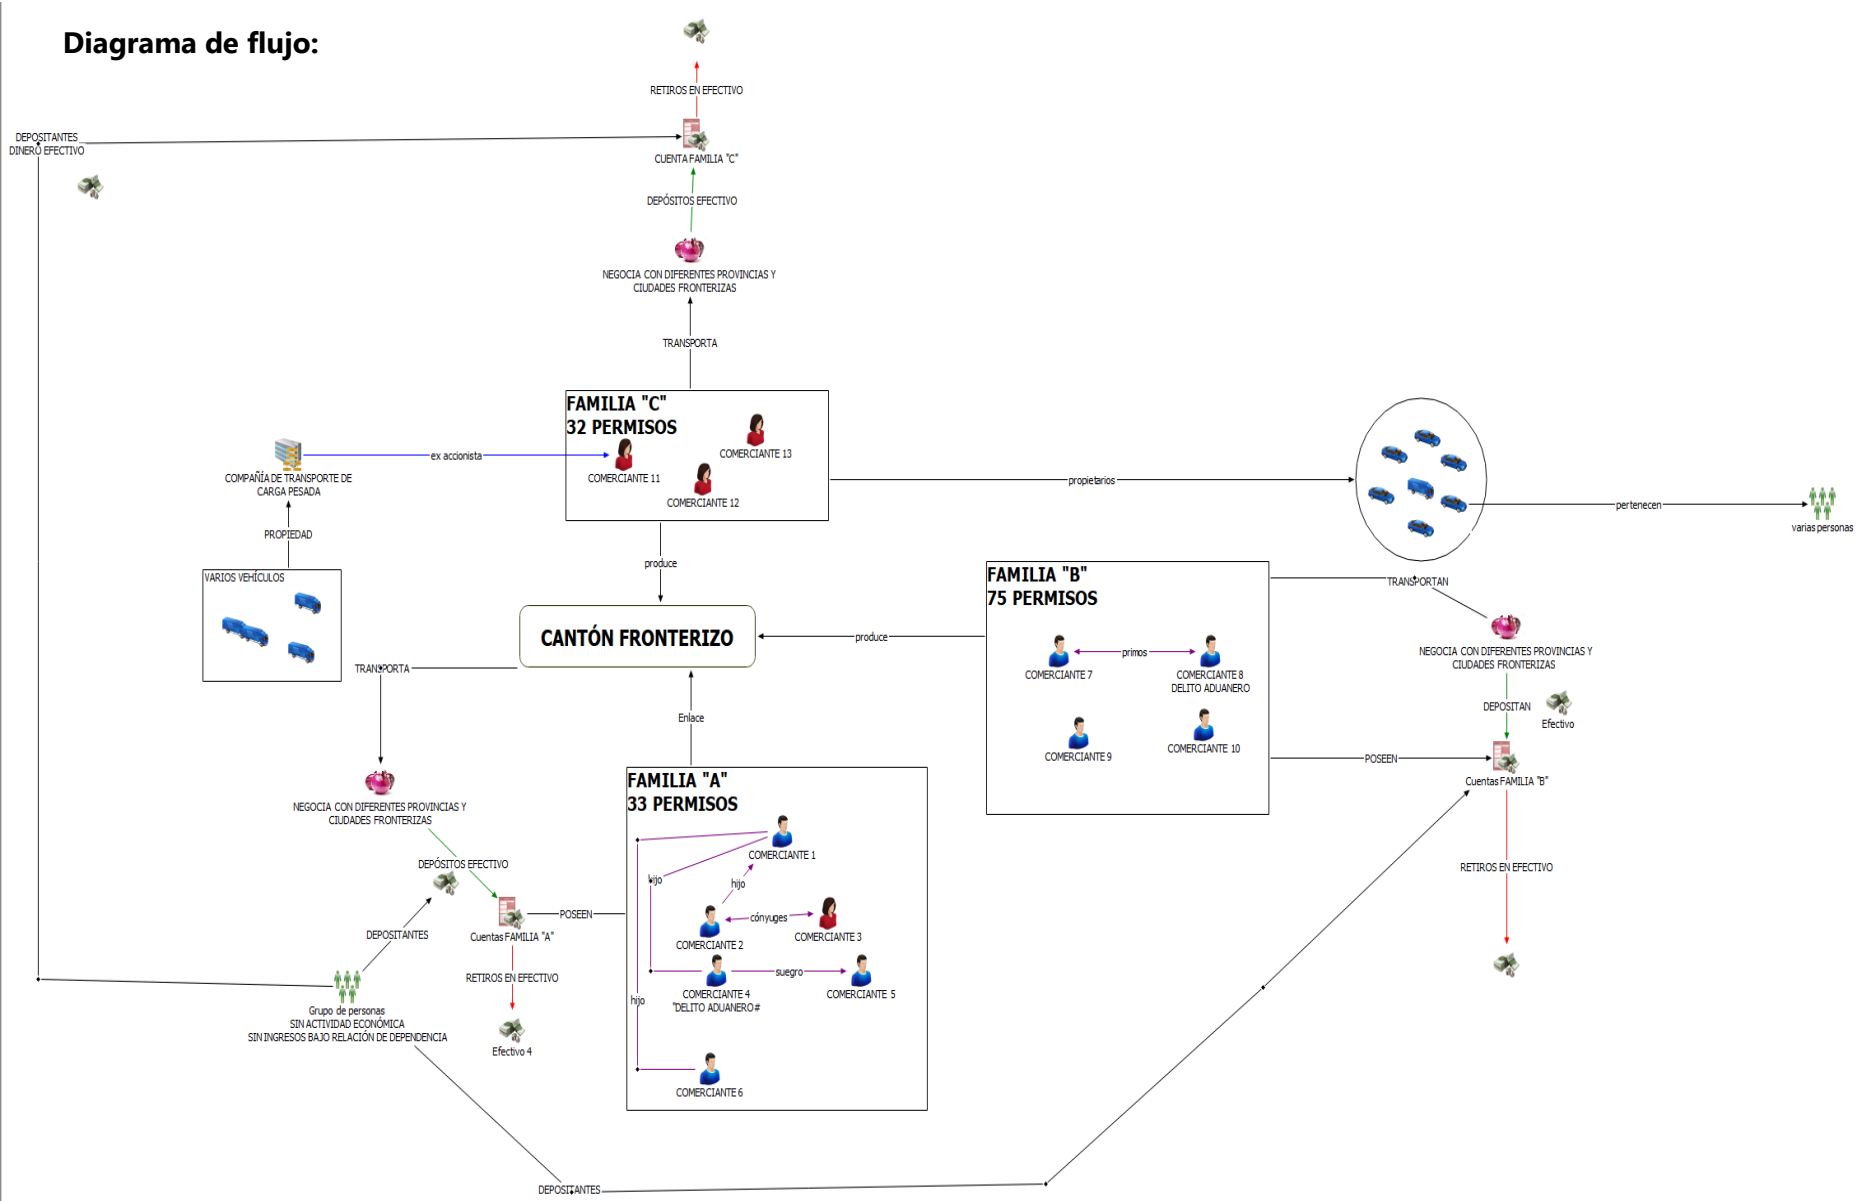 Diagrama de flujo:
RETIROS EN EFECTIVO
DEPOSITANTES
DINERO EFECTIVO
CUENTA FAMILIA "C"
DEPÓSITOS EFECTIVO
NEGOCIA CON DIFERENTES PROVINCIAS Y
CIUDADES FRONTERIZAS
TRANSPORTA
FAMILIA "C"
32 PERMISOS
COMERCIANTE 13
COMERCIANTE 11
COMERCIANTE 12
ex accionista
COMPAÑÍA DE TRANSPORTE DE
CARGA PESADA
PROPIEDAD
VARIOS VEHÍCULOS
propietarios
pertenecen
varias personas
produce
CANTÓN FRONTERIZO
produce
FAMILIA "B"
75 PERMISOS
COMERCIANTE 7
primos
COMERCIANTE 8
DELITO ADUANERO
COMERCIANTE 9
COMERCIANTE 10
TRANSPORTAN
NEGOCIA CON DIFERENTES PROVINCIAS Y
CIUDADES FRONTERIZAS
DEPOSITAN
Efectivo
POSEEN
Cuentas FAMILIA "B"
RETIROS EN EFECTIVO
TRANSPORTA
Enlace
NEGOCIA CON DIFERENTES PROVINCIAS Y
CIUDADES FRONTERIZAS
DEPÓSITOS EFECTIVO
DEPOSITANTES
Cuentas FAMILIA "A"
POSEEN
RETIROS EN EFECTIVO
Efectivo 4
FAMILIA "A"
33 PERMISOS
COMERCIANTE 1
hijo
hijo
cónyuges
COMERCIANTE 2
COMERCIANTE 3
suegro
COMERCIANTE 4
"DELITO ADUANERO#
COMERCIANTE 5
hijo
COMERCIANTE 6
Grupo de personas
SIN ACTIVIDAD ECONÓMICA
SIN INGRESOS BAJO RELACIÓN DE DEPENDENCIA
DEPOSITANTES